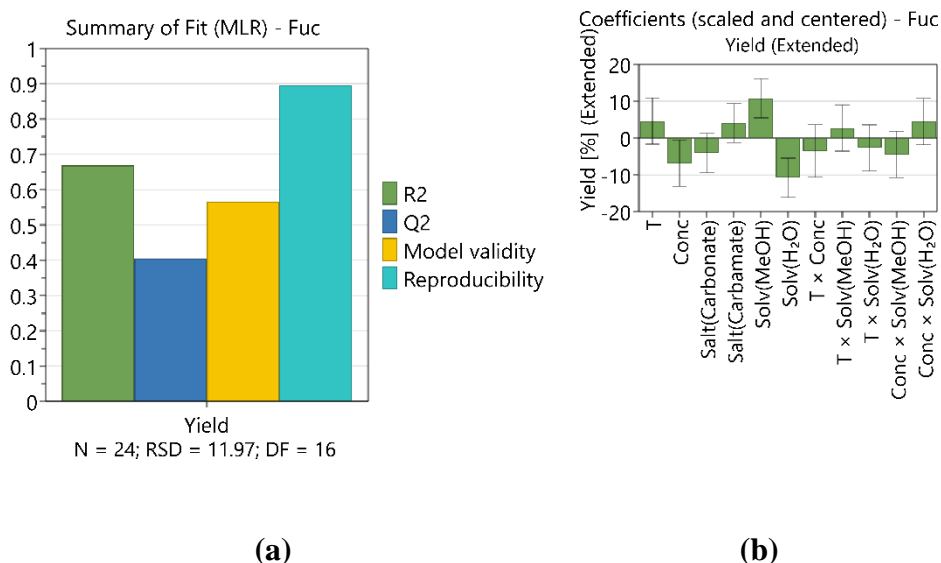 Summary of Fit (MLR) - Fuc
1
0.9
0.8
0.7
0.6
0.5
0.4
0.3
0.2
0.1
0
Yield
N = 24; RSD = 11.97; DF = 16
R2
Q2
Model validity
Reproducibility
(a)
Coefficients (scaled and centered) - Fuc
Yield (Extended)
Yield [%] (Extended)
20
10
0
-10
-20
T
Conc
Salt(Carbonate)
Salt(Carbamate)
Solv(MeOH)
Solv(H₂O)
T × Conc
T × Solv(MeOH)
T × Solv(H₂O)
Conc × Solv(MeOH)
Conc × Solv(H₂O)
(b)